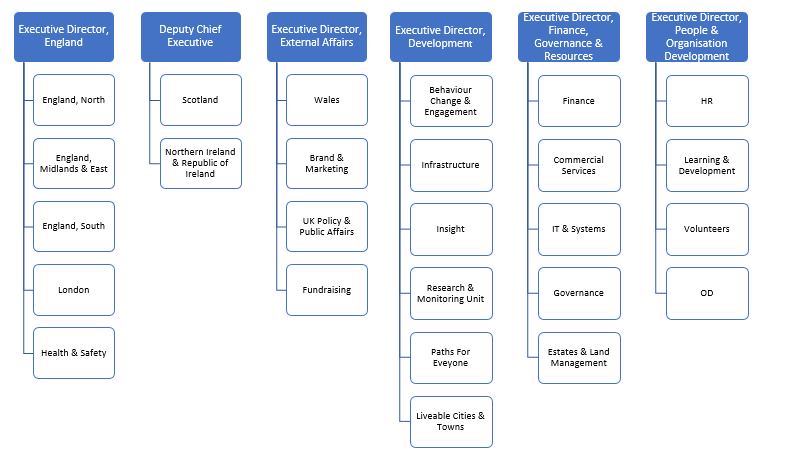 Executive Director,
England
England, North
England,
Midlands & East
England, South
London
Health & Safety
Deputy Chief
Executive
Scotland
Northern Ireland
& Republic of
Ireland
Executive Director,
External Affairs
Wales
Brand &
Marketing
UK Policy &
Public Affairs
Fundraising
Executive Director,
Development
Behaviour
Change &
Engagement
Infrastructure
Insight
Research &
Monitoring Unit
Paths For
Eveyone
Liveable Cities &
Towns
Executive Director,
Finance,
Governance &
Resources
Finance
Commercial
Services
IT & Systems
Governance
Estates & Land
Management
Executive Director,
People &
Organisation
Development
HR
Learning &
Development
Volunteers
OD